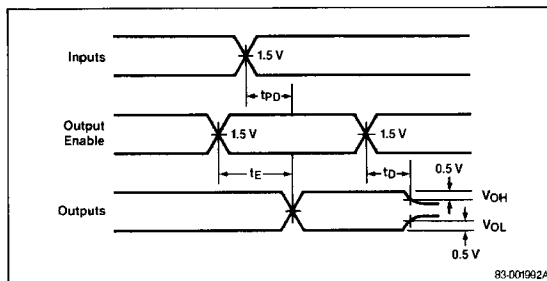 Inputs
1.5 V
tPD
Output Enable
1.5 V
1.5 V
tE
tD
0.5 V
VOH
Outputs
VOL
0.5 V
83-001992A